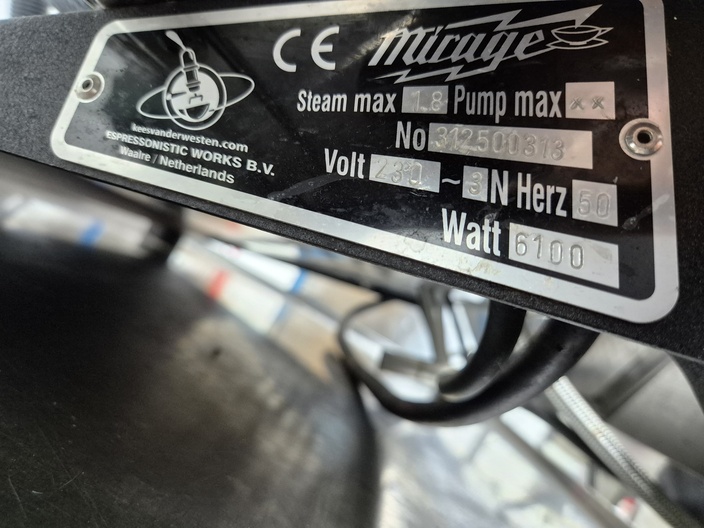 CE Mirage
Steam max 1.8 Pump max xx
keesvanderwesten.com
ESPRESSONISTIC WORKS B.V.
Waalre / Netherlands
No 312500313
Volt 230 ~ 3 N Herz 50
Watt 6100